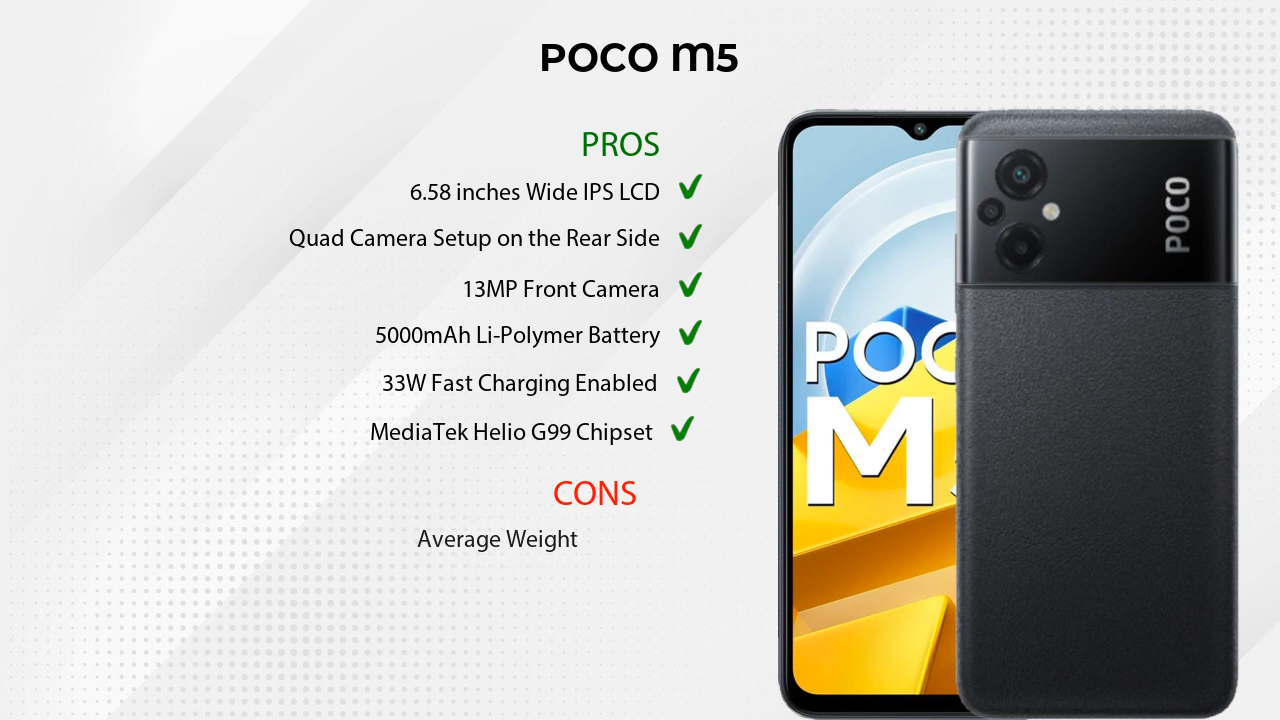 POCO m5
PROS
6.58 inches Wide IPS LCD
Quad Camera Setup on the Rear Side
13MP Front Camera
5000mAh Li-Polymer Battery
33W Fast Charging Enabled
MediaTek Helio G99 Chipset
CONS
Average Weight
POCO
POC
M